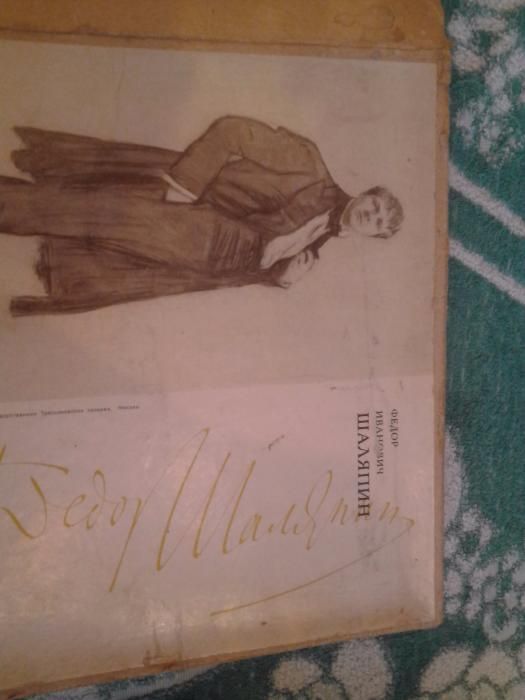 ФЕДОР
ИВАНОВИЧ
ШАЛЯПИН
Третьяковская галерея. Москва
Федор Шаляпин